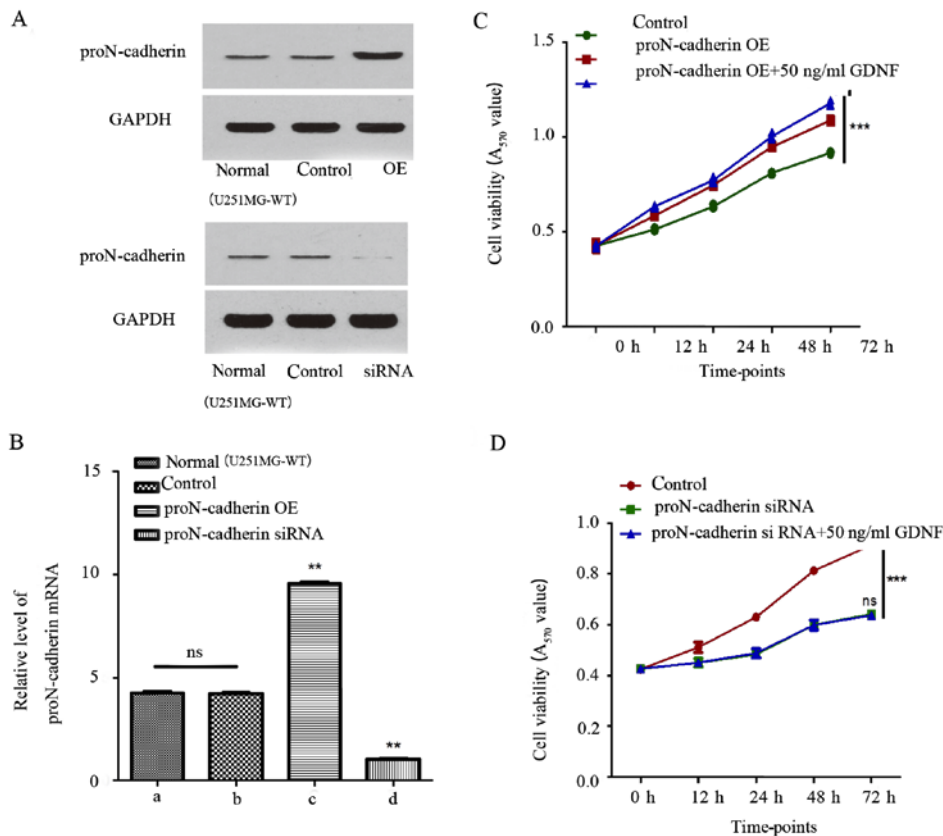 A
proN-cadherin
GAPDH
Normal Control OE
(U251MG-WT)
proN-cadherin
GAPDH
Normal Control siRNA
(U251MG-WT)
B
Normal (U251MG-WT)
Control
proN-cadherin OE
proN-cadherin siRNA
Relative level of
proN-cadherin mRNA
15
10
5
0
ns
**
**
a b c d
C
Control
proN-cadherin OE
proN-cadherin OE+50 ng/ml GDNF
Cell viability (A570 value)
1.5
1.0
0.5
0.0
***
0 h 12 h 24 h 48 h 72 h
Time-points
D
Control
proN-cadherin siRNA
proN-cadherin si RNA+50 ng/ml GDNF
Cell viability (A570 value)
1.0
0.8
0.6
0.4
0.2
0.0
ns
***
0 h 12 h 24 h 48 h 72 h
Time-points